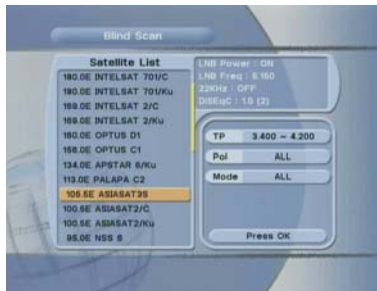 Blind Scan
Satellite List
180.0E INTELSAT 701/C
180.0E INTELSAT 701/Ku
169.0E INTELSAT 2/C
169.0E INTELSAT 2/Ku
160.0E OPTUS D1
156.0E OPTUS C1
134.0E APSTAR 6/Ku
113.0E PALAPA C2
105.5E ASIASAT3S
100.5E ASIASAT2/C
100.5E ASIASAT2/Ku
95.0E NSS 6
LNB Power : ON
LNB Freq : 5.150
22KHz : OFF
DiSEqC : 1.0 (2)
TP 3.400 ~ 4.200
Pol ALL
Mode ALL
Press OK